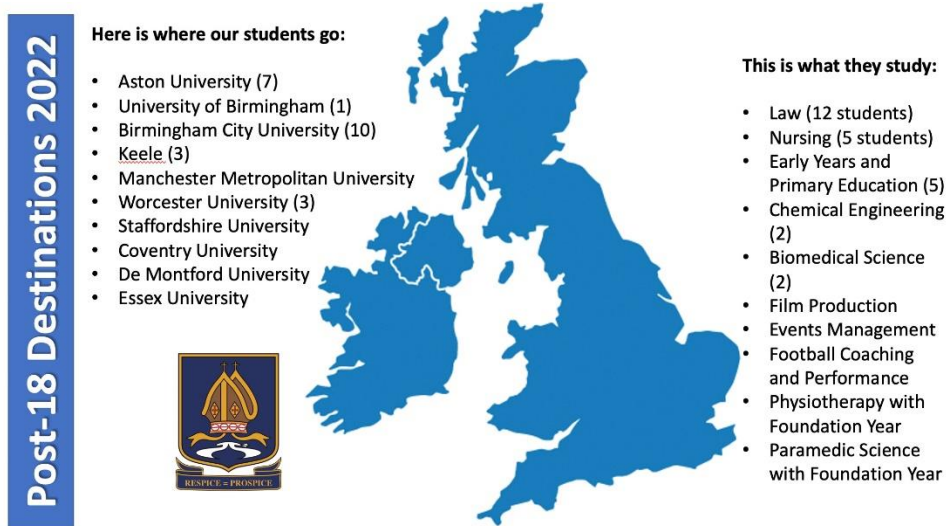 Post-18 Destinations 2022
Here is where our students go:
• Aston University (7)
• University of Birmingham (1)
• Birmingham City University (10)
• Keele (3)
• Manchester Metropolitan University
• Worcester University (3)
• Staffordshire University
• Coventry University
• De Montford University
• Essex University
RESPICE = PROSPICE
This is what they study:
• Law (12 students)
• Nursing (5 students)
• Early Years and
Primary Education (5)
• Chemical Engineering
(2)
• Biomedical Science
(2)
• Film Production
• Events Management
• Football Coaching
and Performance
• Physiotherapy with
Foundation Year
• Paramedic Science
with Foundation Year